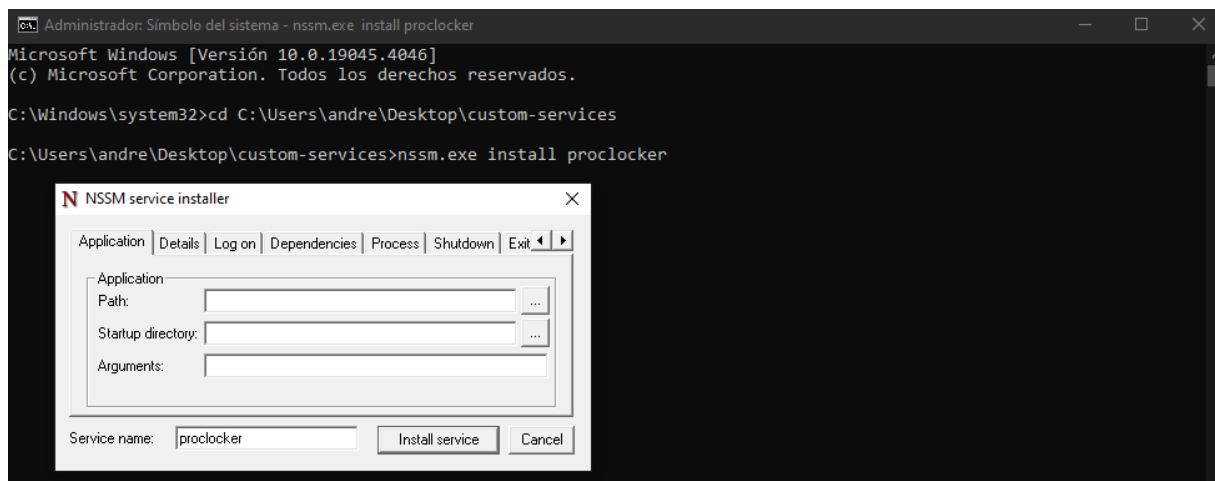 Administrador: Símbolo del sistema - nssm.exe install proclocker
Microsoft Windows [Versión 10.0.19045.4046]
(c) Microsoft Corporation. Todos los derechos reservados.
C:\Windows\system32>cd C:\Users\andre\Desktop\custom-services
C:\Users\andre\Desktop\custom-services>nssm.exe install proclocker
N NSSM service installer
Application Details Log on Dependencies Process Shutdown Exit
Application
Path: ...
Startup directory: ...
Arguments:
Service name: proclocker Install service Cancel